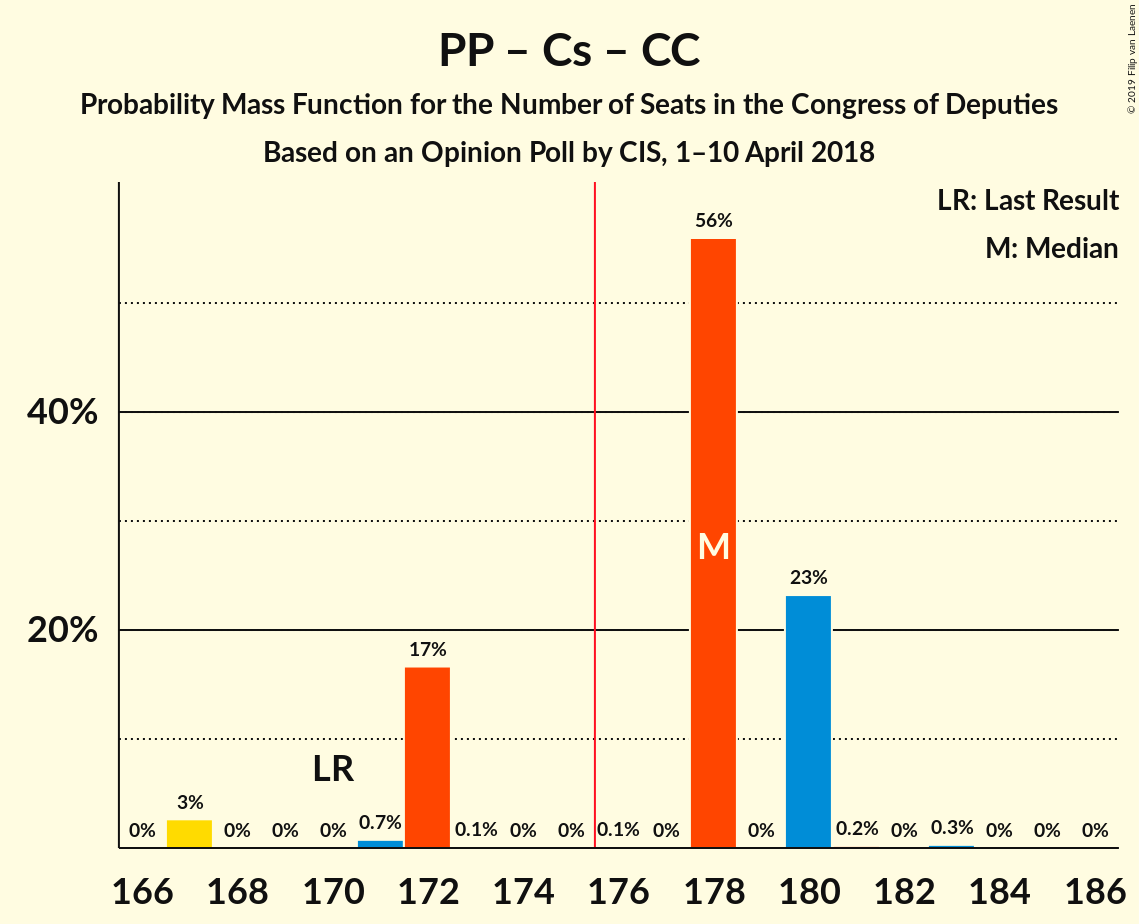 PP – Cs – CC
Probability Mass Function for the Number of Seats in the Congress of Deputies
Based on an Opinion Poll by CIS, 1–10 April 2018
© 2019 Filip van Laenen
LR: Last Result
M: Median
56%
40%
M
23%
20%
17%
LR
0% 3% 0% 0% 0% 0.7% 0.1% 0% 0% 0.1% 0% 0% 0.2% 0% 0.3% 0% 0% 0%
166 168 170 172 174 176 178 180 182 184 186